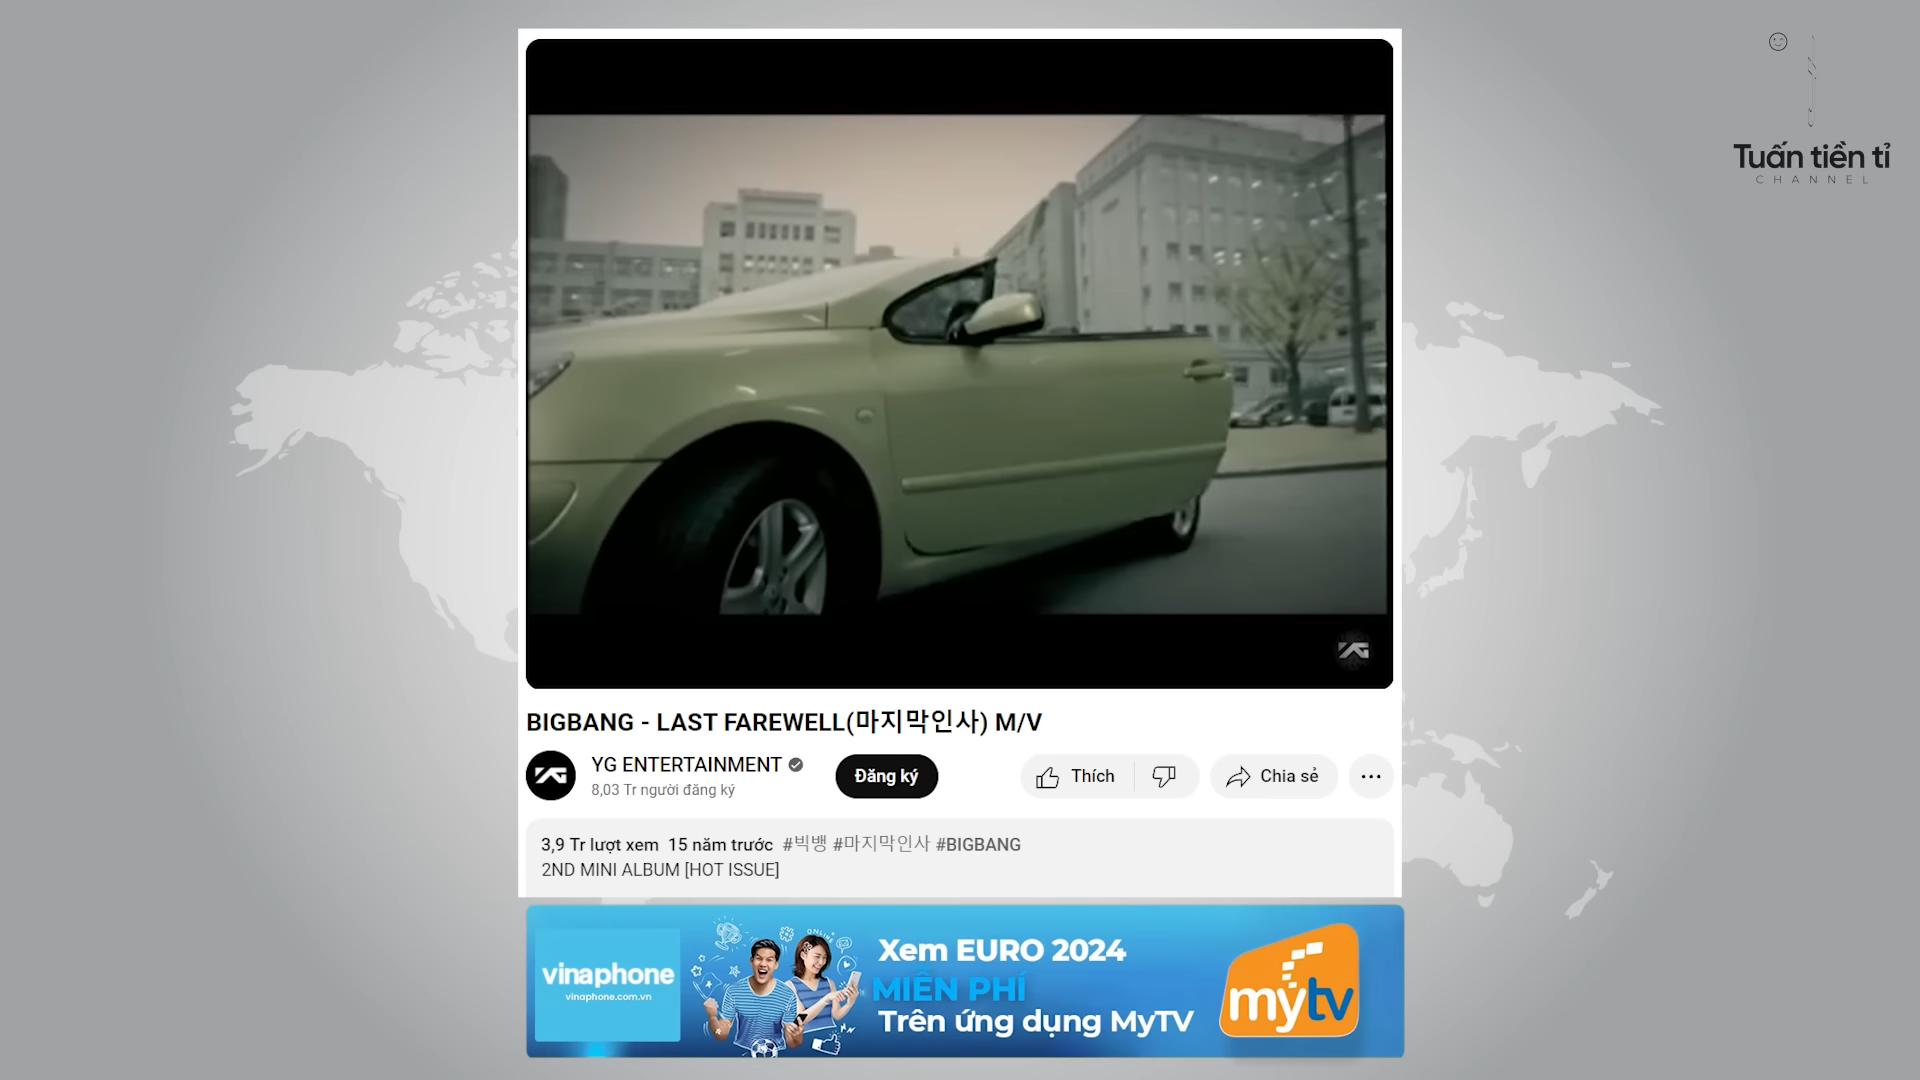 Tuấn tiền tỉ
CHANNEL
YG
BIGBANG - LAST FAREWELL(마지막인사) M/V
YG
YG ENTERTAINMENT
8,03 Tr người đăng ký
Đăng ký
Thích
Chia sẻ
3,9 Tr lượt xem 15 năm trước #빅뱅 #마지막인사 #BIGBANG
2ND MINI ALBUM [HOT ISSUE]
vinaphone
vinaphone.com.vn
ONLINE
Xem EURO 2024
MIỄN PHÍ
Trên ứng dụng MyTV
mytv